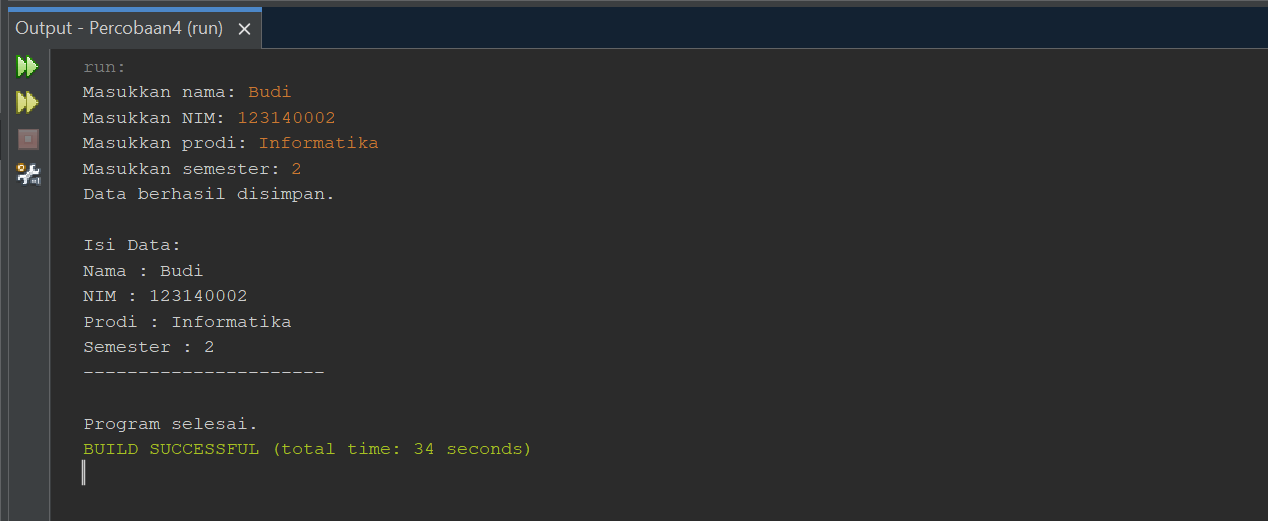 Output - Percobaan4 (run)
run:
Masukkan nama: Budi
Masukkan NIM: 123140002
Masukkan prodi: Informatika
Masukkan semester: 2
Data berhasil disimpan.
Isi Data:
Nama : Budi
NIM : 123140002
Prodi : Informatika
Semester : 2
----------------------
Program selesai.
BUILD SUCCESSFUL (total time: 34 seconds)